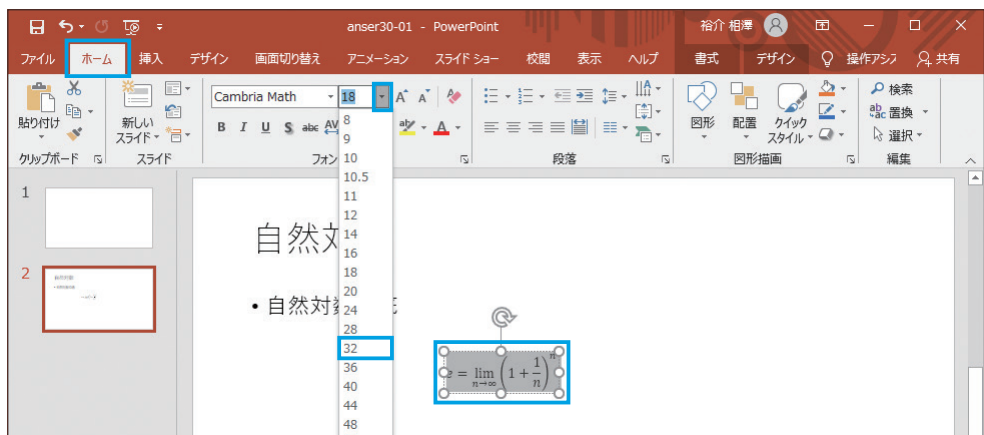 anser30-01 - PowerPoint
裕介 相澤
ファイル ホーム 挿入 デザイン 画面切り替え アニメーション スライド ショー 校閲 表示 ヘルプ 書式 デザイン 操作アシス 共有
貼り付け
新しい
スライド
Cambria Math 18
A A
B I U S abc AV
aby A
図形
配置
クイック
スタイル
検索
置換
選択
クリップボード スライド フォン 段落 図形描画 編集
8
9
10
10.5
11
12
14
16
18
20
24
28
32
36
40
44
48
1
2
自然対
• 自然対
e = lim n→∞ (1 + 1/n)^n